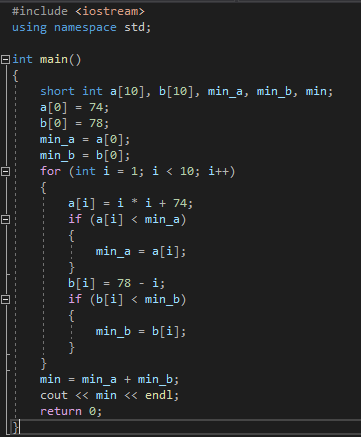 #include <iostream>
using namespace std;
int main()
{
short int a[10], b[10], min_a, min_b, min;
a[0] = 74;
b[0] = 78;
min_a = a[0];
min_b = b[0];
for (int i = 1; i < 10; i++)
{
a[i] = i * i + 74;
if (a[i] < min_a)
{
min_a = a[i];
}
b[i] = 78 - i;
if (b[i] < min_b)
{
min_b = b[i];
}
}
min = min_a + min_b;
cout << min << endl;
return 0;
}